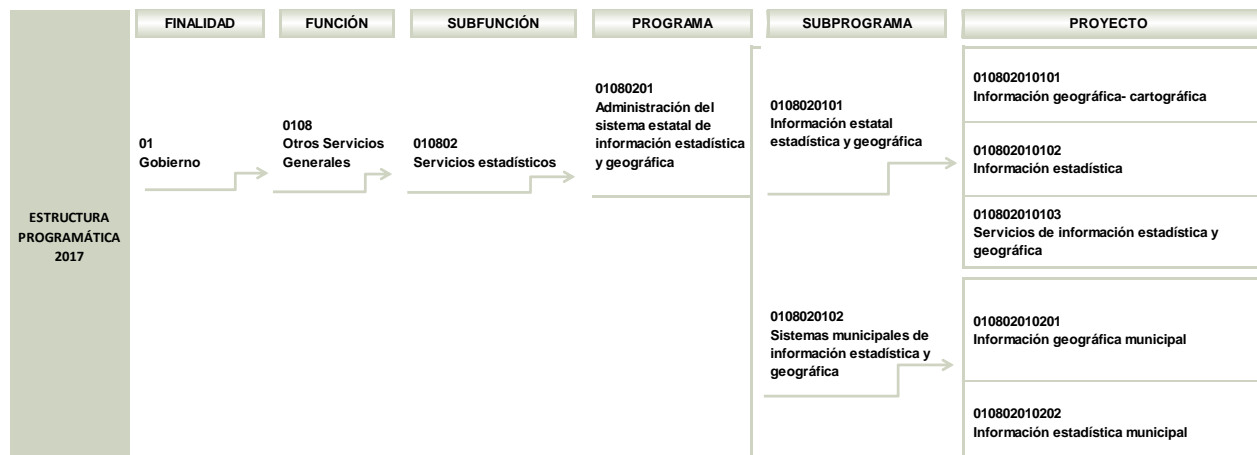 FINALIDAD
FUNCIÓN
SUBFUNCIÓN
PROGRAMA
SUBPROGRAMA
PROYECTO
ESTRUCTURA
PROGRAMÁTICA
2017
01
Gobierno
0108
Otros Servicios
Generales
010802
Servicios estadísticos
01080201
Administración del
sistema estatal de
información estadística
y geográfica
0108020101
Información estatal
estadística y geográfica
010802010101
Información geográfica- cartográfica
010802010102
Información estadística
010802010103
Servicios de información estadística y
geográfica
0108020102
Sistemas municipales de
información estadística y
geográfica
010802010201
Información geográfica municipal
010802010202
Información estadística municipal